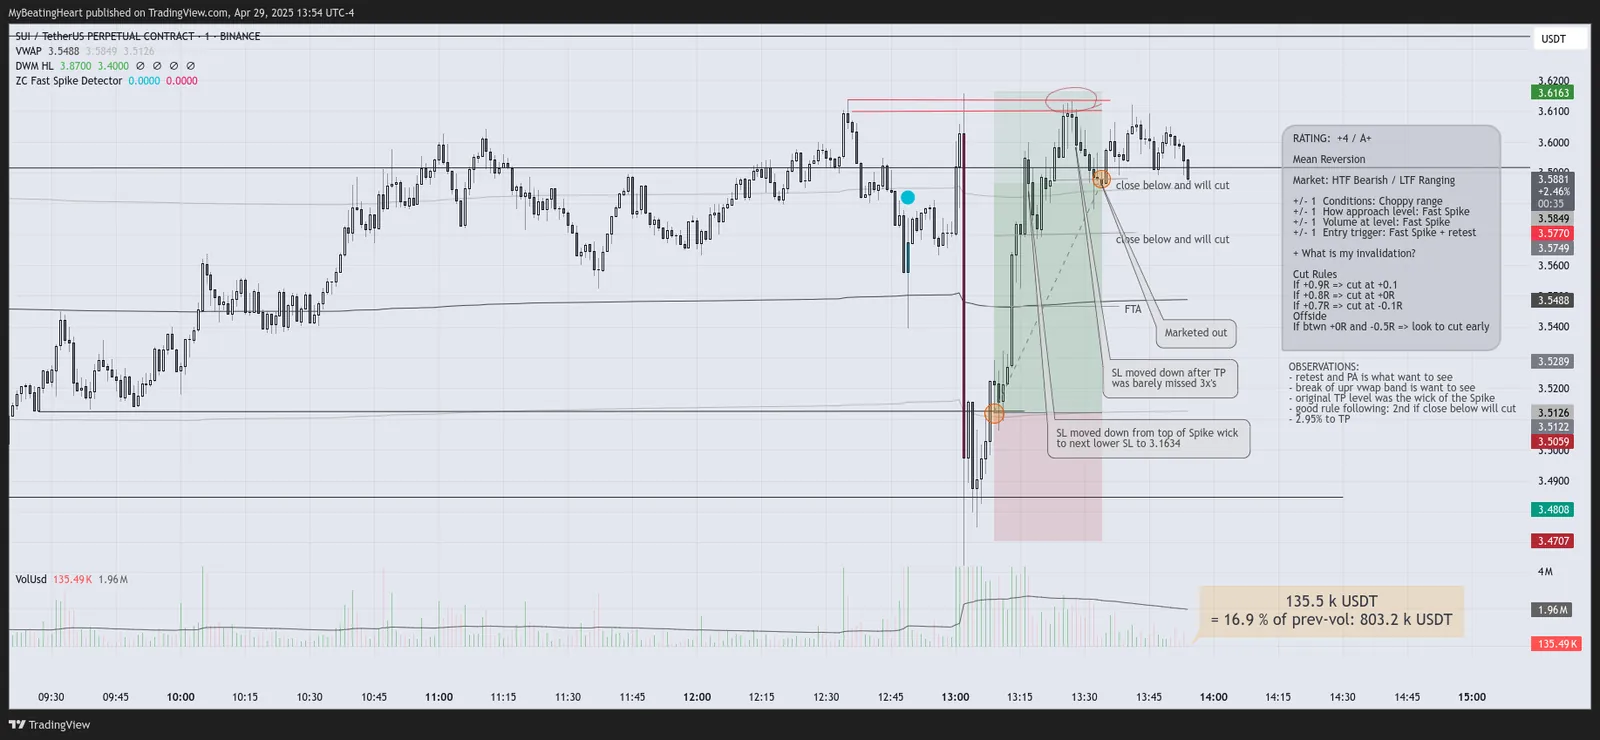 MyBeatingHeart published on TradingView.com, Apr 29, 2025 13:54 UTC-4
SUI / TetherUS PERPETUAL CONTRACT · 1 · BINANCE
VWAP 3.5488 3.5849 3.5126
DWM HL 3.8700 3.4000 ∅ ∅ ∅ ∅
ZC Fast Spike Detector 0.0000 0.0000
USDT
3.6200
3.6163
3.6100
3.6000
3.5881
+2.46%
00:35
3.5849
3.5770
3.5749
3.5600
3.5488
3.5400
3.5289
3.5200
3.5126
3.5122
3.5059
3.5000
3.4900
3.4808
3.4707
RATING: +4 / A+
Mean Reversion
Market: HTF Bearish / LTF Ranging
+/- 1 Conditions: Choppy range
+/- 1 How approach level: Fast Spike
+/- 1 Volume at level: Fast Spike
+/- 1 Entry trigger: Fast Spike + retest
+ What is my invalidation?
Cut Rules
If +0.9R => cut at +0.1
If +0.8R => cut at +0R
If +0.7R => cut at -0.1R
Offside
If btwn +0R and -0.5R => look to cut early
OBSERVATIONS:
- retest and PA is what want to see
- break of upr vwap band is want to see
- original TP level was the wick of the Spike
- good rule following: 2nd if close below will cut
- 2.95% to TP
close below and will cut
close below and will cut
FTA
Marketed out
SL moved down after TP
was barely missed 3x's
SL moved down from top of Spike wick
to next lower SL to 3.1634
VolUsd 135.49K 1.96M
4M
1.96M
135.49K
135.5 k USDT
= 16.9 % of prev-vol: 803.2 k USDT
09:30 09:45 10:00 10:15 10:30 10:45 11:00 11:15 11:30 11:45 12:00 12:15 12:30 12:45 13:00 13:15 13:30 13:45 14:00 14:15 14:30 14:45 15:00
TradingView